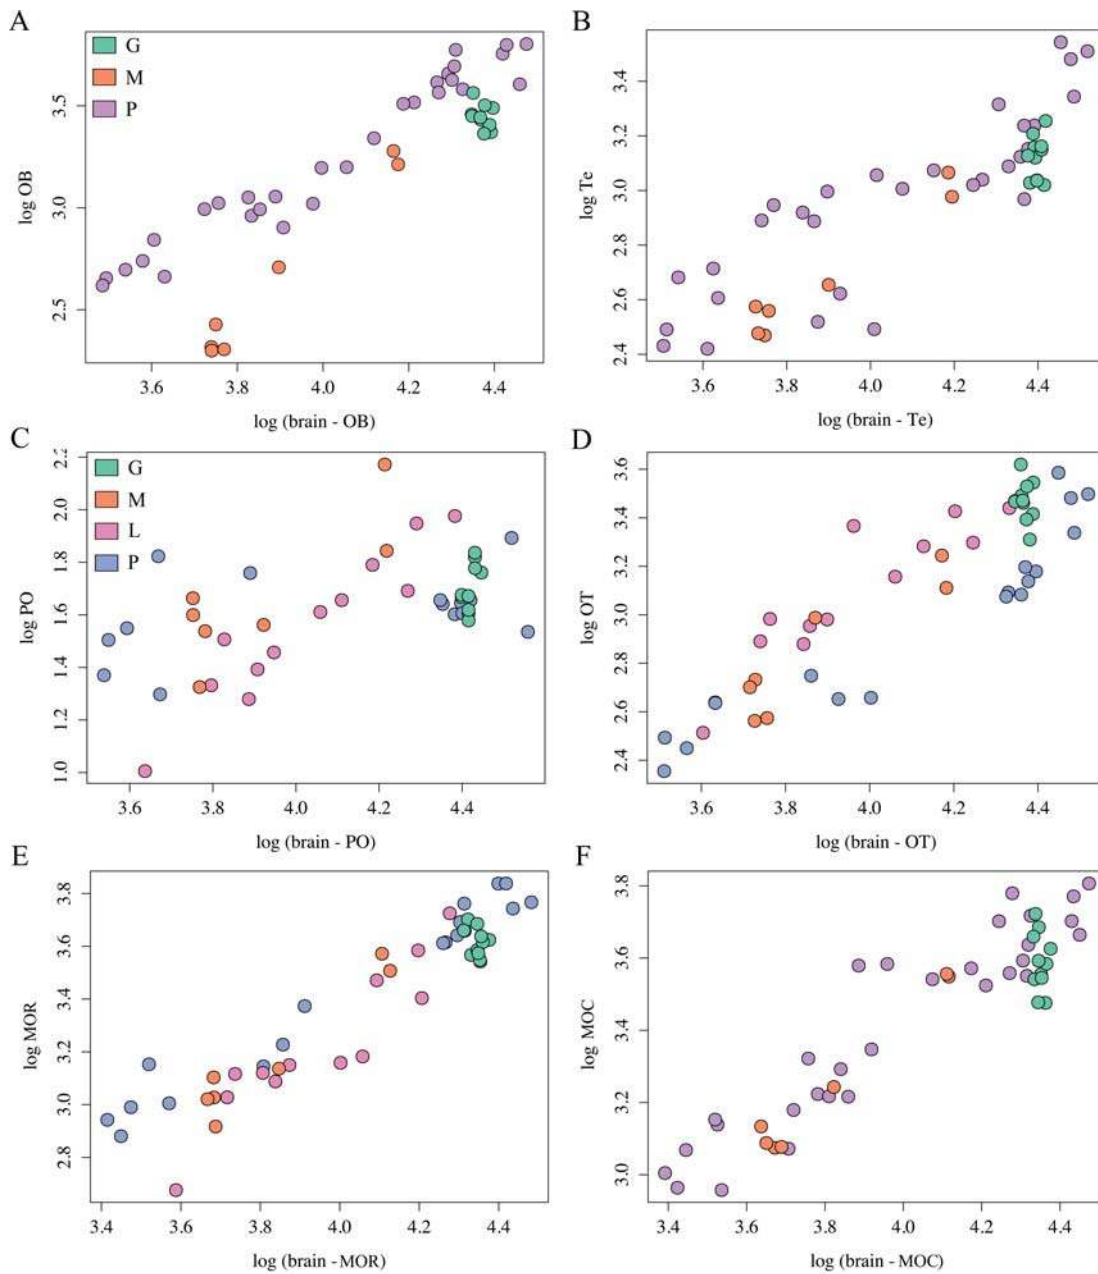 A
G
M
P
log OB
2.5
3.0
3.5
3.6
3.8
4.0
4.2
4.4
log (brain - OB)
B
log Te
2.4
2.6
2.8
3.0
3.2
3.4
3.6
3.8
4.0
4.2
4.4
log (brain - Te)
C
G
M
L
P
log PO
1.0
1.2
1.4
1.6
1.8
2.0
2.2
3.6
3.8
4.0
4.2
4.4
log (brain - PO)
D
log OT
2.4
2.6
2.8
3.0
3.2
3.4
3.6
3.6
3.8
4.0
4.2
4.4
log (brain - OT)
E
log MOR
2.8
3.0
3.2
3.4
3.6
3.8
3.4
3.6
3.8
4.0
4.2
4.4
log (brain - MOR)
F
log MOC
3.0
3.2
3.4
3.6
3.8
3.4
3.6
3.8
4.0
4.2
4.4
log (brain - MOC)